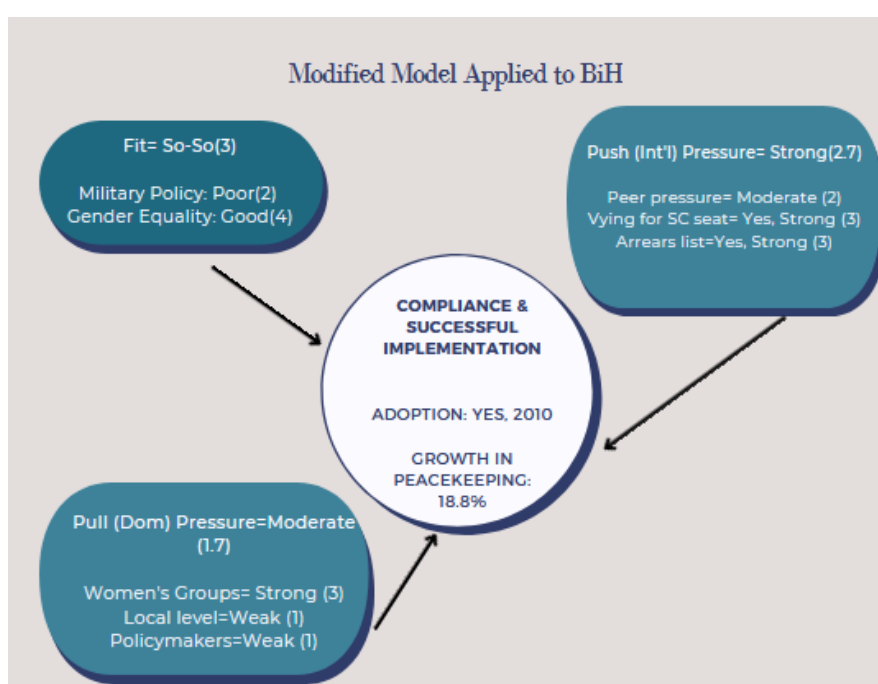 Modified Model Applied to BiH
Fit= So-So(3)
Military Policy: Poor(2)
Gender Equality: Good(4)
Push (Int'l) Pressure= Strong(2.7)
Peer pressure= Moderate (2)
Vying for SC seat= Yes, Strong (3)
Arrears list=Yes, Strong (3)
COMPLIANCE &
SUCCESSFUL
IMPLEMENTATION
ADOPTION: YES, 2010
GROWTH IN
PEACEKEEPING:
18.8%
Pull (Dom) Pressure=Moderate
(1.7)
Women's Groups= Strong (3)
Local level=Weak (1)
Policymakers=Weak (1)